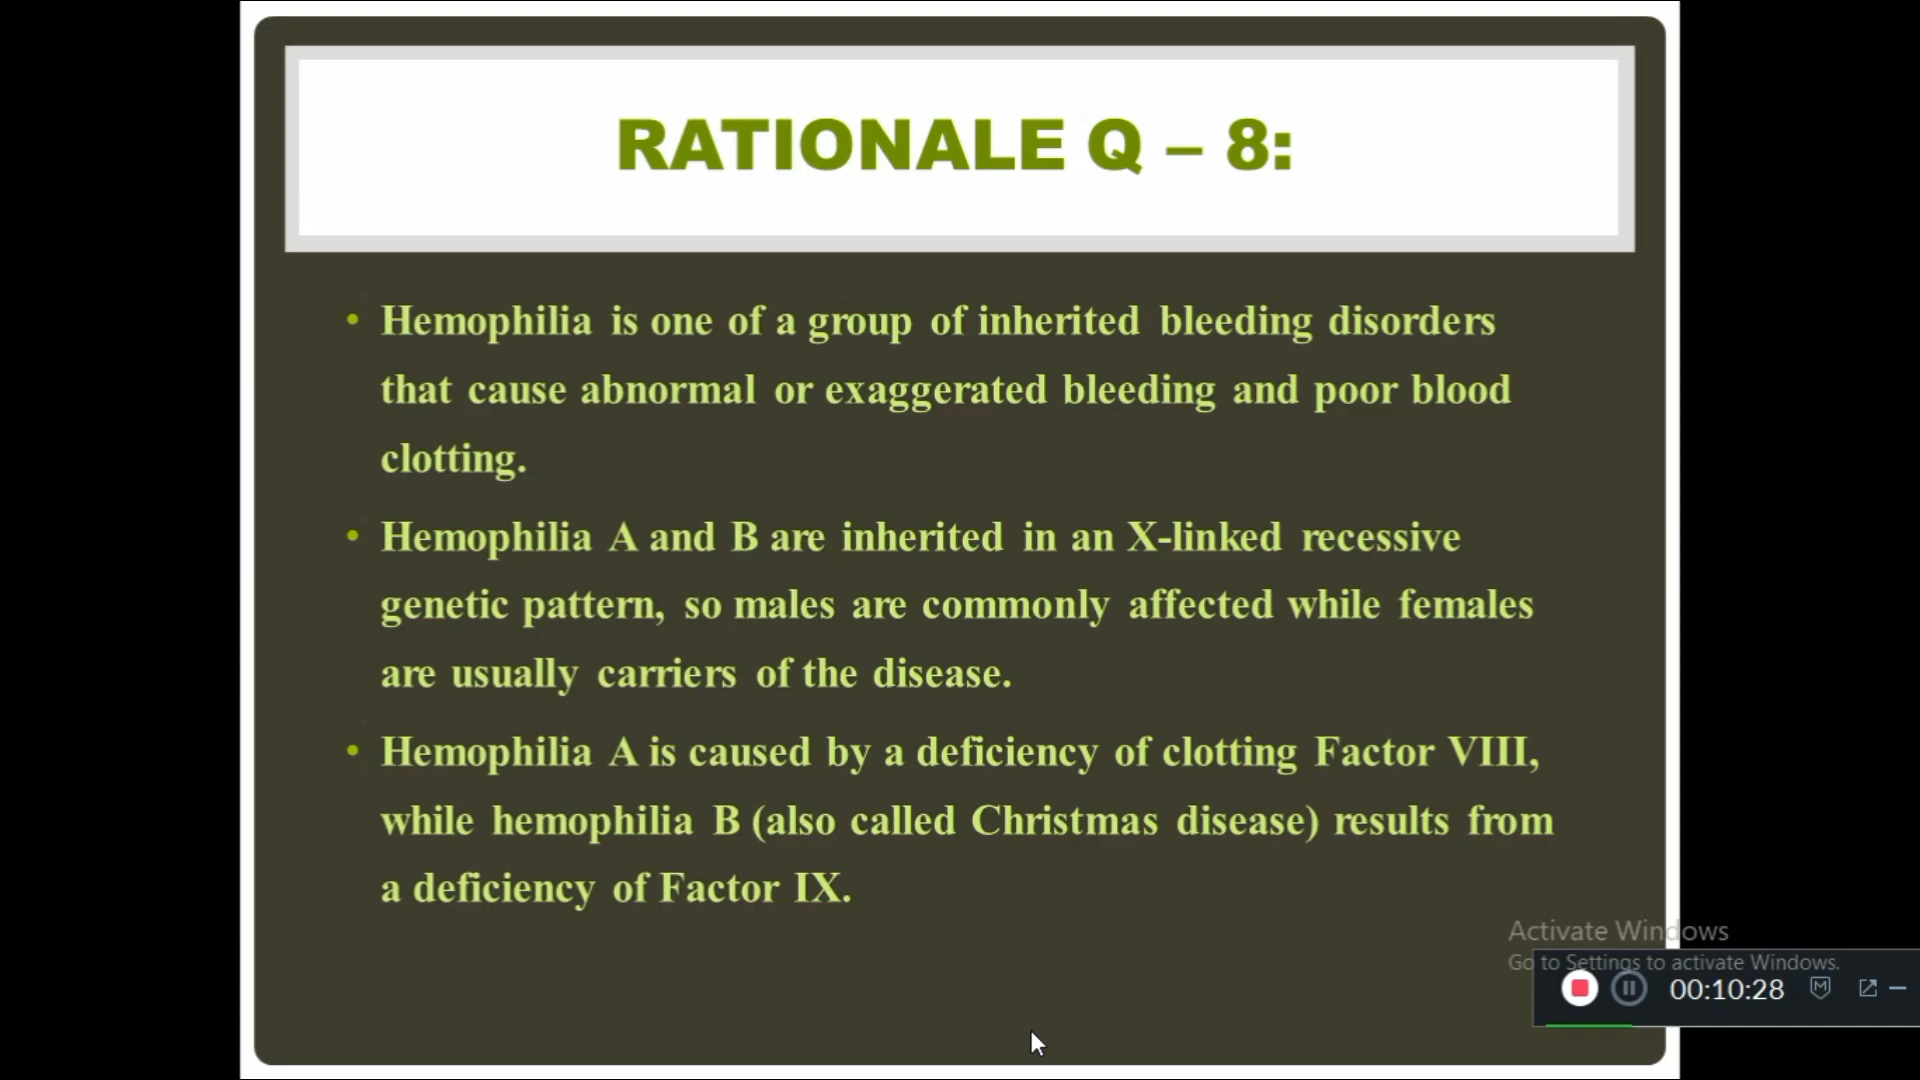 RATIONALE Q – 8:
• Hemophilia is one of a group of inherited bleeding disorders
that cause abnormal or exaggerated bleeding and poor blood
clotting.
• Hemophilia A and B are inherited in an X-linked recessive
genetic pattern, so males are commonly affected while females
are usually carriers of the disease.
• Hemophilia A is caused by a deficiency of clotting Factor VIII,
while hemophilia B (also called Christmas disease) results from
a deficiency of Factor IX.
Activate Windows
Go to Settings to activate Windows.
00:10:28